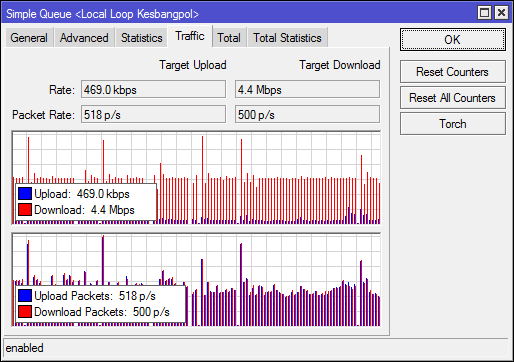 Simple Queue <Local Loop Kesbangpol>
General Advanced Statistics Traffic Total Total Statistics
Target Upload Target Download
Rate: 469.0 kbps 4.4 Mbps
Packet Rate: 518 p/s 500 p/s
Upload: 469.0 kbps
Download: 4.4 Mbps
Upload Packets: 518 p/s
Download Packets: 500 p/s
OK
Reset Counters
Reset All Counters
Torch
enabled